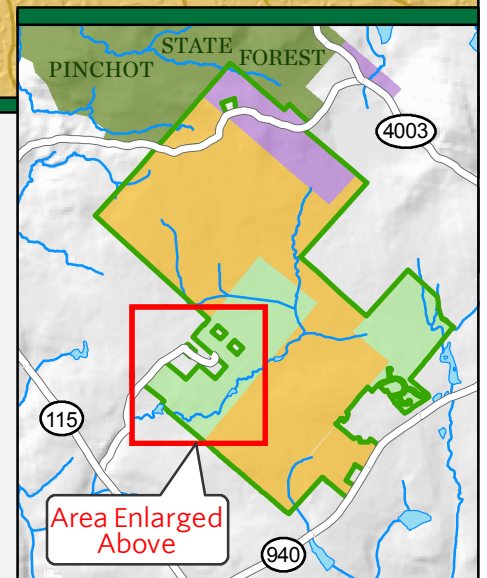 STATE
PINCHOT
FOREST
4003
115
Area Enlarged
Above
940